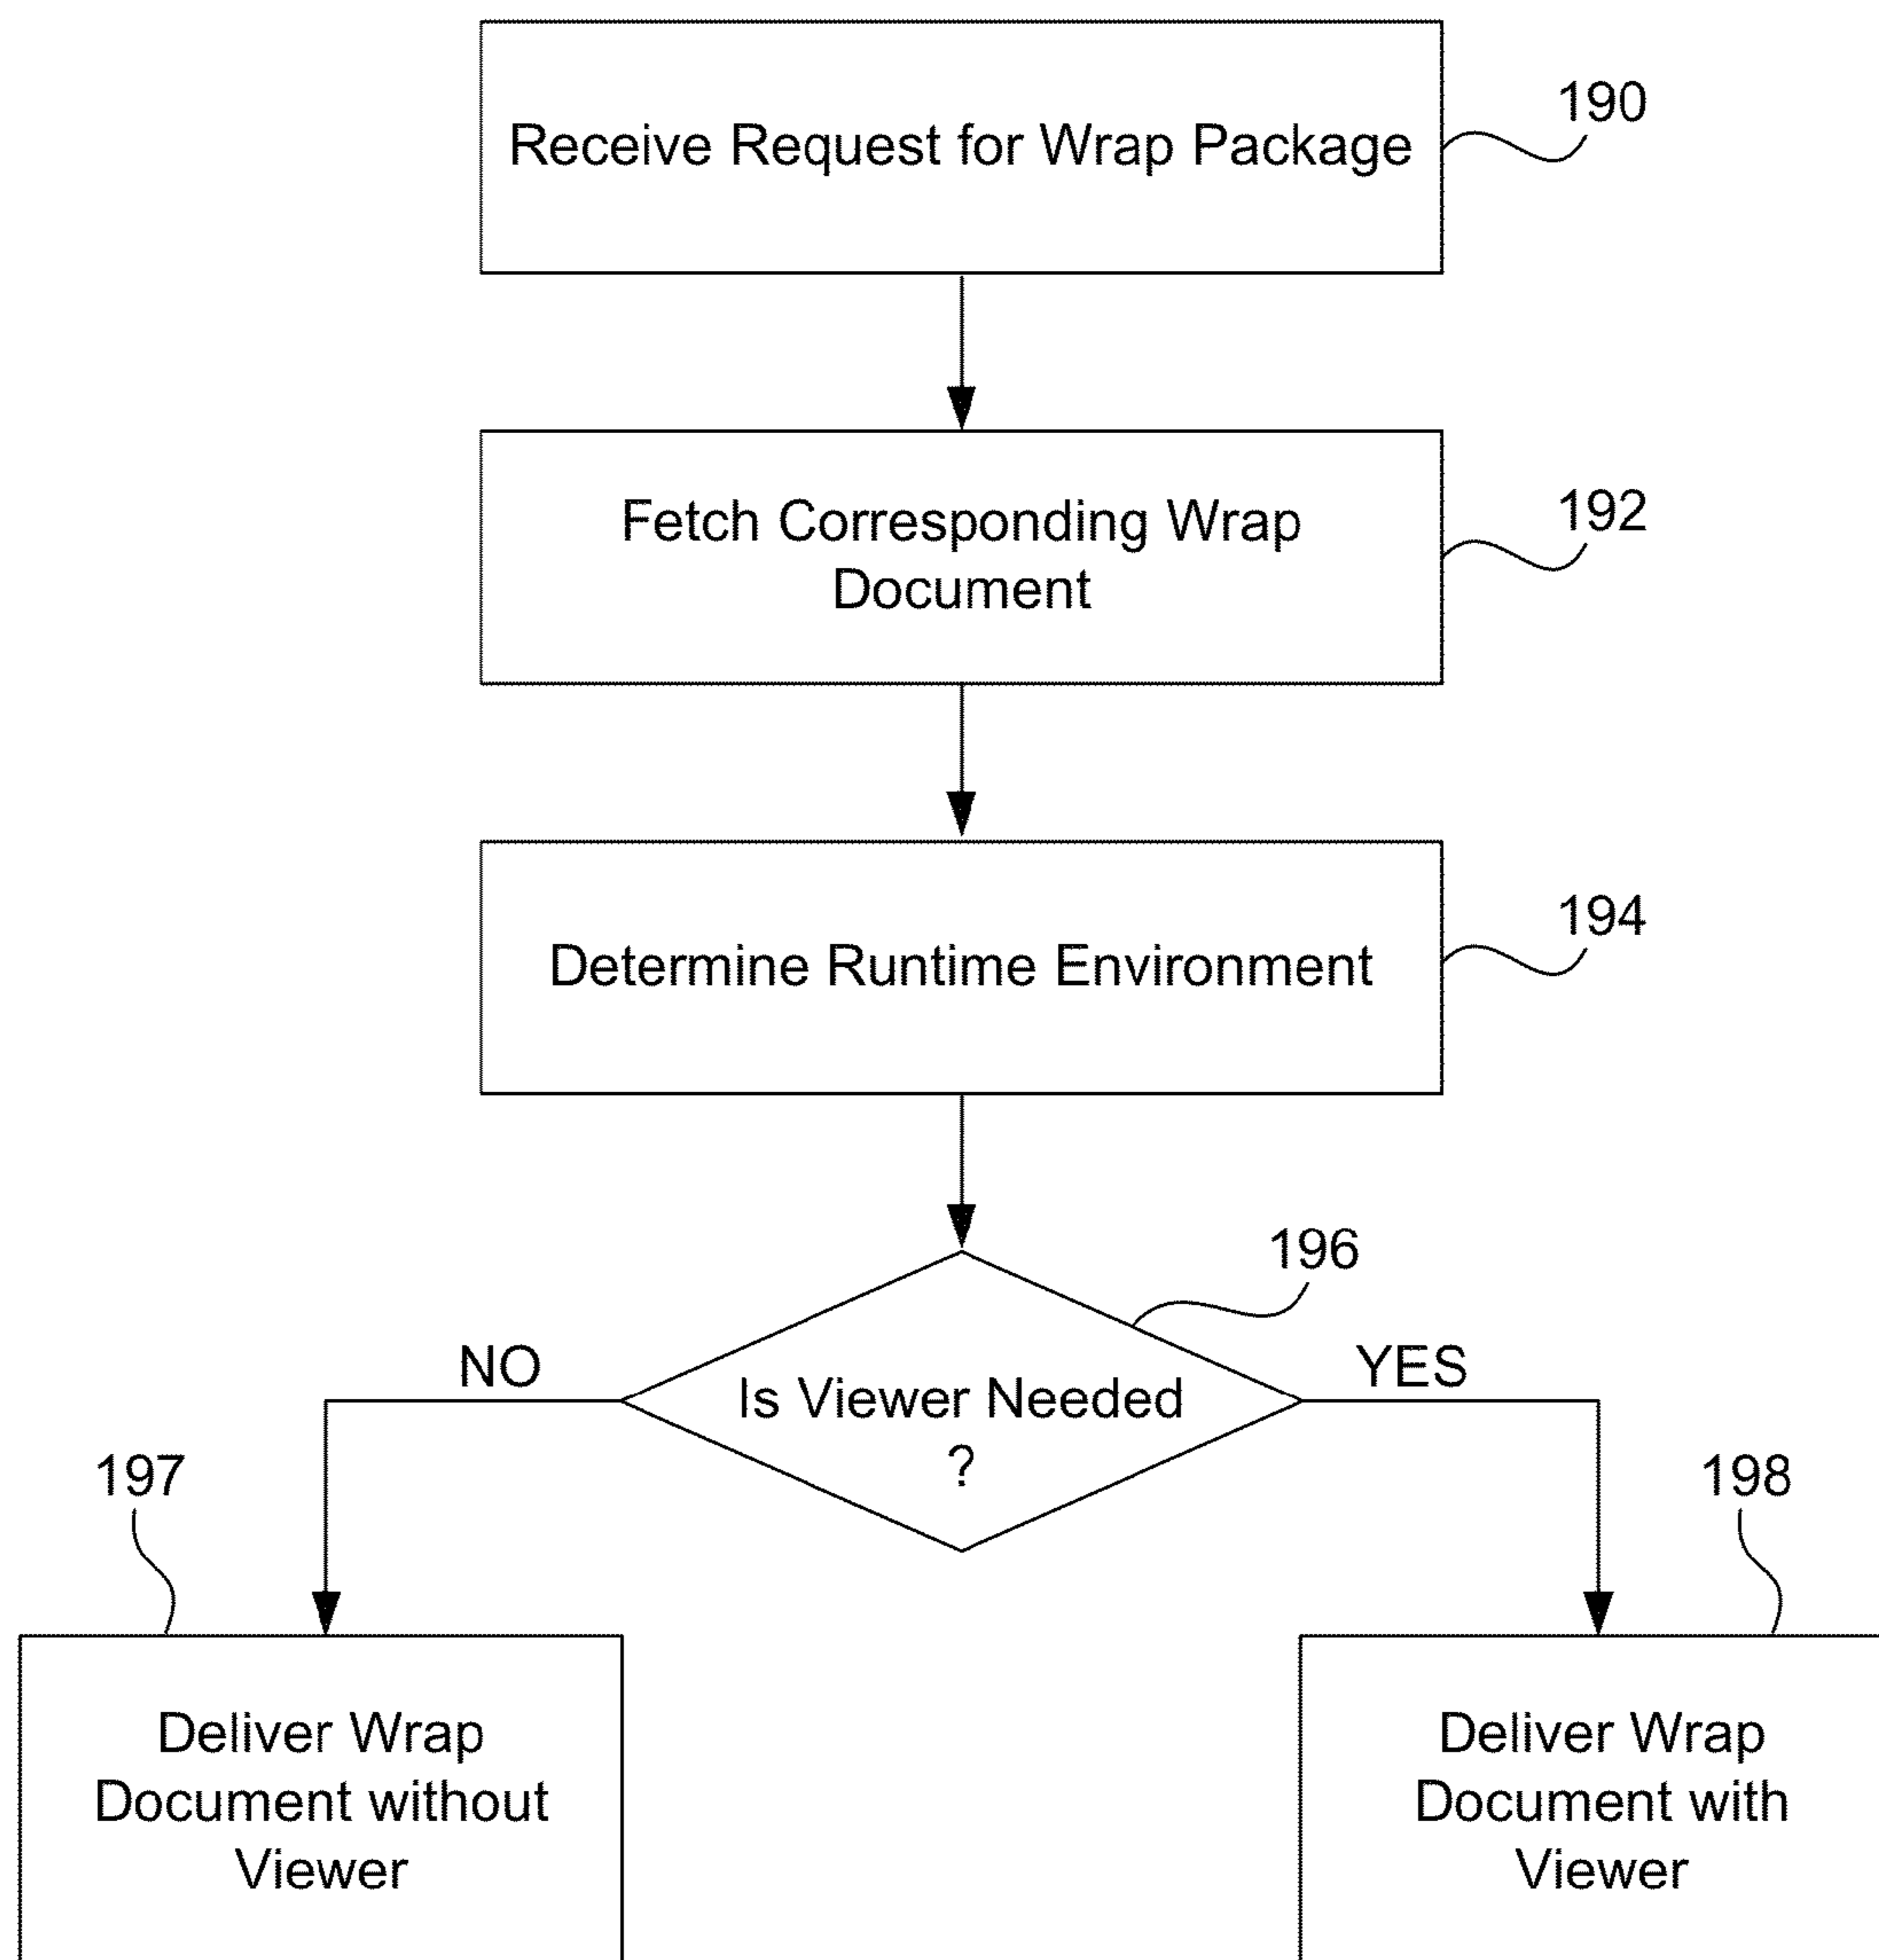 Receive Request for Wrap Package
190
Fetch Corresponding Wrap
Document
192
Determine Runtime Environment
194
196
NO
YES
Is Viewer Needed
?
197
198
Deliver Wrap
Document without
Viewer
Deliver Wrap
Document with
Viewer